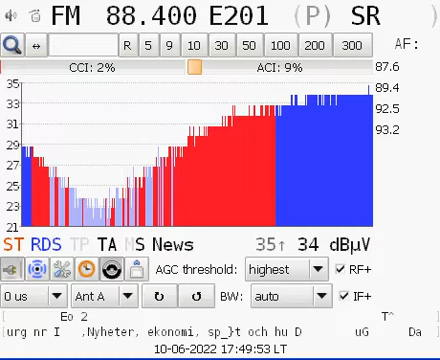 FM 88.400 E201 (P) SR )
R 5 9 10 30 50 100 200 300 AF:
CCI: 2% ACI: 9% 87.6
35 89.4
33 92.5
31 93.2
29
27
25
23
21
ST RDS TP TA MS News 35↑ 34 dBµV
AGC threshold: highest RF+
0 us Ant A BW: auto IF+
[ Eo 2 T^ ]
[urg nr I ,Nyheter, ekonomi, sp_}t och hu D uG Da]
10-06-2022 17:49:53 LT